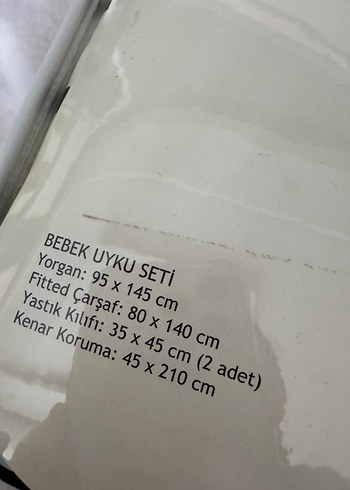 BEBEK UYKU SETİ
Yorgan: 95 x 145 cm
Fitted Çarşaf: 80 x 140 cm
Yastık Kılıfı: 35 x 45 cm (2 adet)
Kenar Koruma: 45 x 210 cm